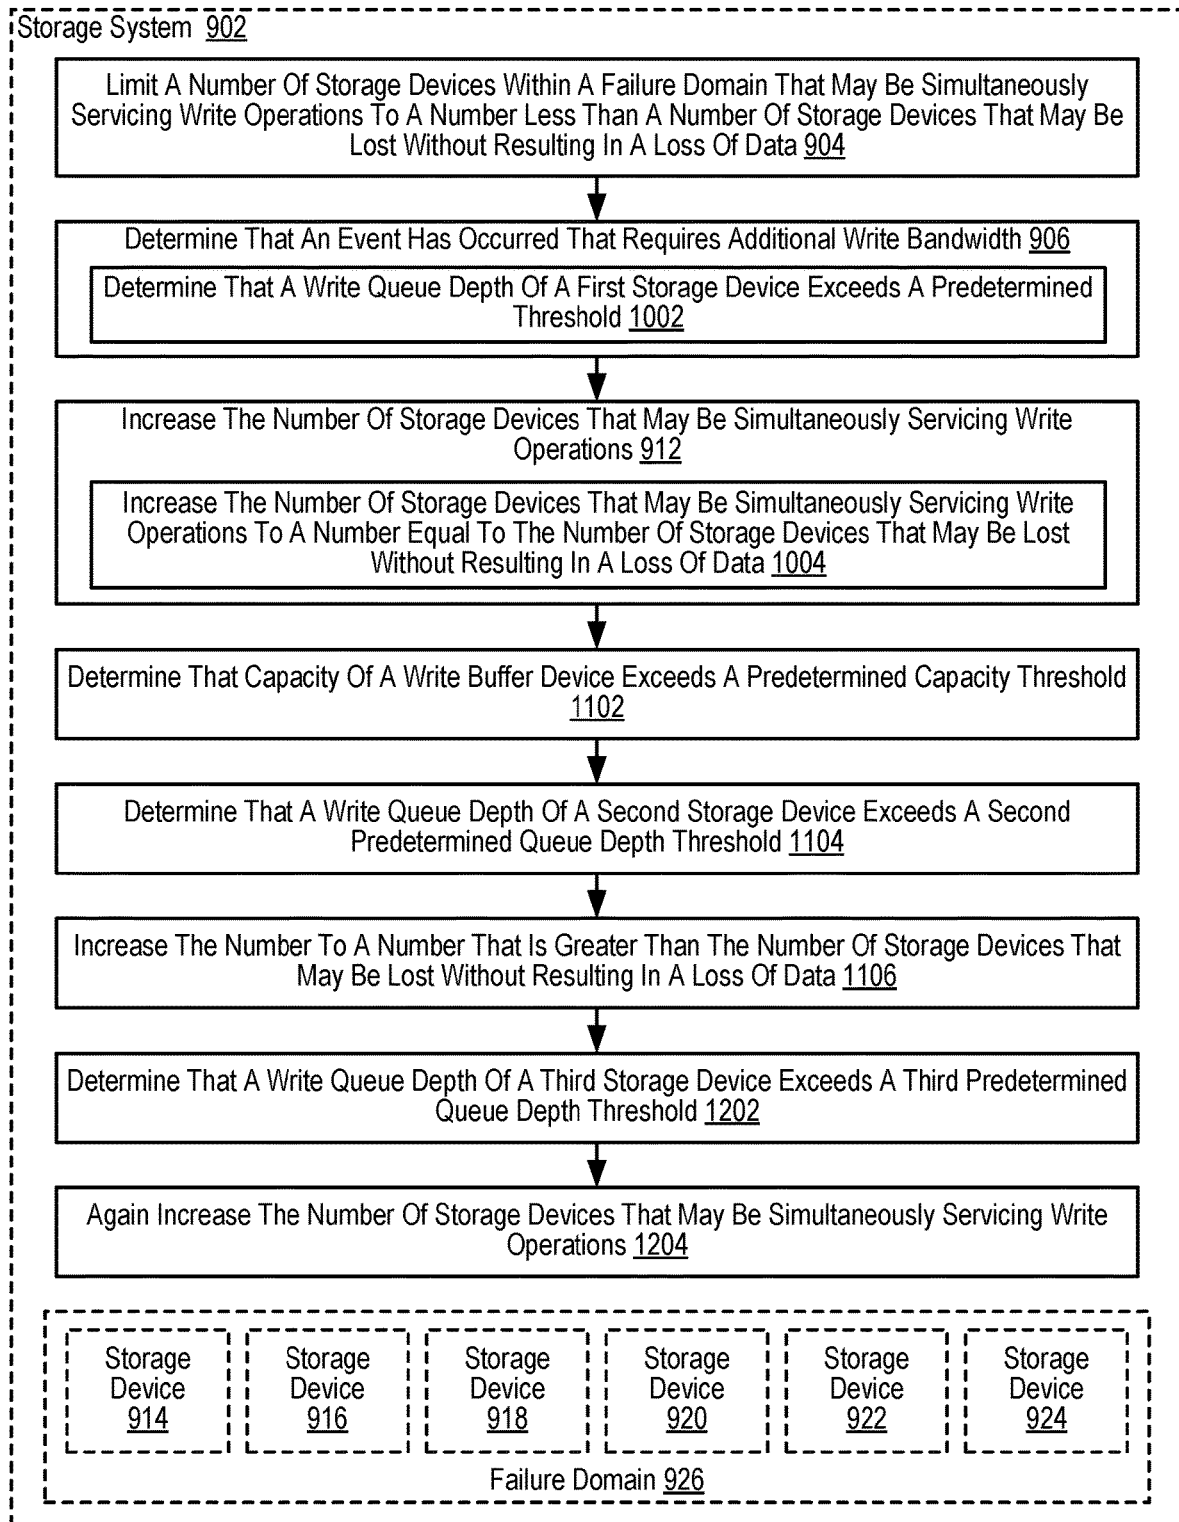 Storage System 902
Limit A Number Of Storage Devices Within A Failure Domain That May Be Simultaneously
Servicing Write Operations To A Number Less Than A Number Of Storage Devices That May Be
Lost Without Resulting In A Loss Of Data 904
Determine That An Event Has Occurred That Requires Additional Write Bandwidth 906
Determine That A Write Queue Depth Of A First Storage Device Exceeds A Predetermined
Threshold 1002
Increase The Number Of Storage Devices That May Be Simultaneously Servicing Write
Operations 912
Increase The Number Of Storage Devices That May Be Simultaneously Servicing Write
Operations To A Number Equal To The Number Of Storage Devices That May Be Lost
Without Resulting In A Loss Of Data 1004
Determine That Capacity Of A Write Buffer Device Exceeds A Predetermined Capacity Threshold
1102
Determine That A Write Queue Depth Of A Second Storage Device Exceeds A Second
Predetermined Queue Depth Threshold 1104
Increase The Number To A Number That Is Greater Than The Number Of Storage Devices That
May Be Lost Without Resulting In A Loss Of Data 1106
Determine That A Write Queue Depth Of A Third Storage Device Exceeds A Third Predetermined
Queue Depth Threshold 1202
Again Increase The Number Of Storage Devices That May Be Simultaneously Servicing Write
Operations 1204
Storage
Device
914
Storage
Device
916
Storage
Device
918
Storage
Device
920
Storage
Device
922
Storage
Device
924
Failure Domain 926